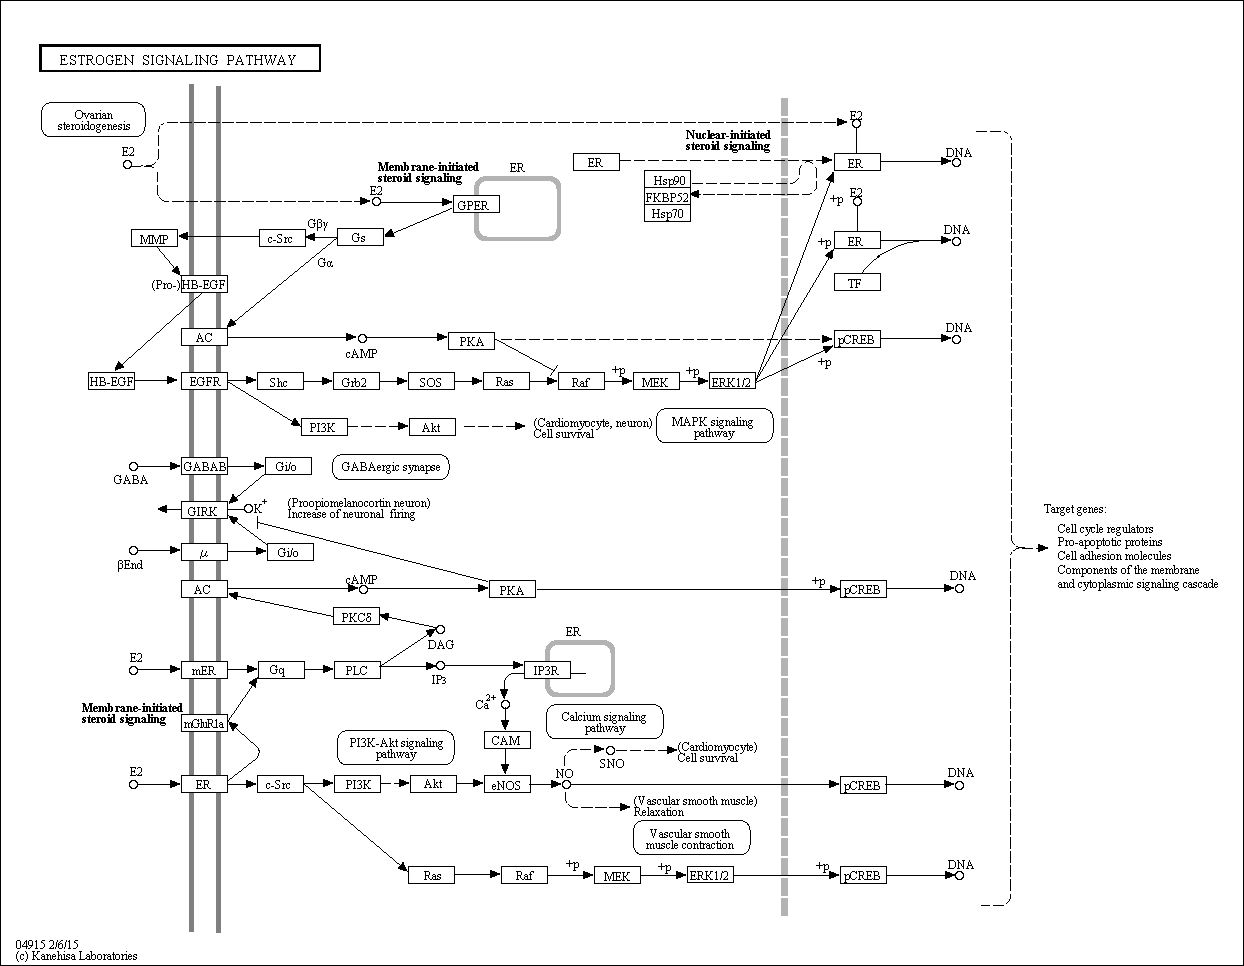 ESTROGEN SIGNALING PATHWAY
Ovarian
steroidogenesis
E2
E2
Nuclear-initiated
steroid signaling
ER
ER
DNA
Membrane-initiated
steroid signaling
ER
E2
GPER
Hsp90
FKBP52
Hsp70
+p
E2
MMP
c-Src
Gβγ
Gs
+p
ER
DNA
Gα
(Pro-)
HB-EGF
TF
AC
cAMP
PKA
pCREB
DNA
+p
HB-EGF
EGFR
Shc
Grb2
SOS
Ras
Raf
+p
MEK
+p
ERK1/2
PI3K
Akt
(Cardiomyocyte, neuron)
Cell survival
MAPK signaling
pathway
GABA
GABAB
Gi/o
GABAergic synapse
GIRK
K+
(Proopiomelanocortin neuron)
Increase of neuronal firing
Target genes:
Cell cycle regulators
Pro-apoptotic proteins
Cell adhesion molecules
Components of the membrane
and cytoplasmic signaling cascade
βEnd
μ
Gi/o
AC
cAMP
PKA
+p
pCREB
DNA
PKCδ
DAG
ER
E2
mER
Gq
PLC
IP3
IP3R
Ca2+
Membrane-initiated
steroid signaling
mGluR1a
CAM
Calcium signaling
pathway
PI3K-Akt signaling
pathway
SNO
(Cardiomyocyte)
Cell survival
E2
ER
c-Src
PI3K
Akt
eNOS
NO
pCREB
DNA
(Vascular smooth muscle)
Relaxation
Vascular smooth
muscle contraction
Ras
Raf
+p
MEK
+p
ERK1/2
+p
pCREB
DNA
04915 2/6/15
(c) Kanehisa Laboratories